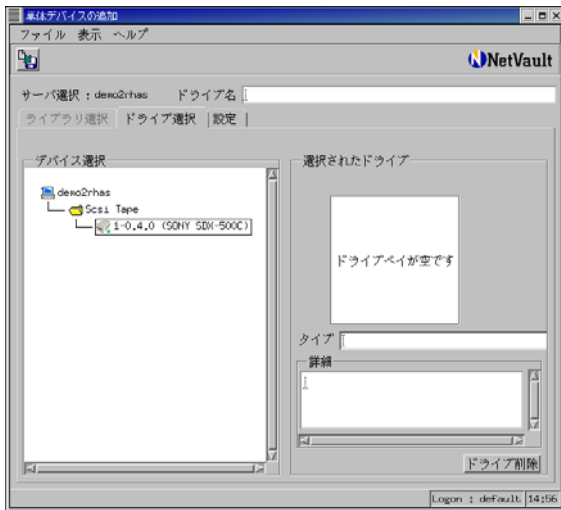 単体デバイスの追加
ファイル 表示 ヘルプ
NetVault
サーバ選択 : demo2rhas ドライブ名
ライブラリ選択 ドライブ選択 設定
デバイス選択 選択されたドライブ
demo2rhas
Scsi Tape
1-0.4.0 (SONY SDX-500C)
ドライブベイが空です
タイプ
詳細
ドライブ削除
Logon : default 14:56